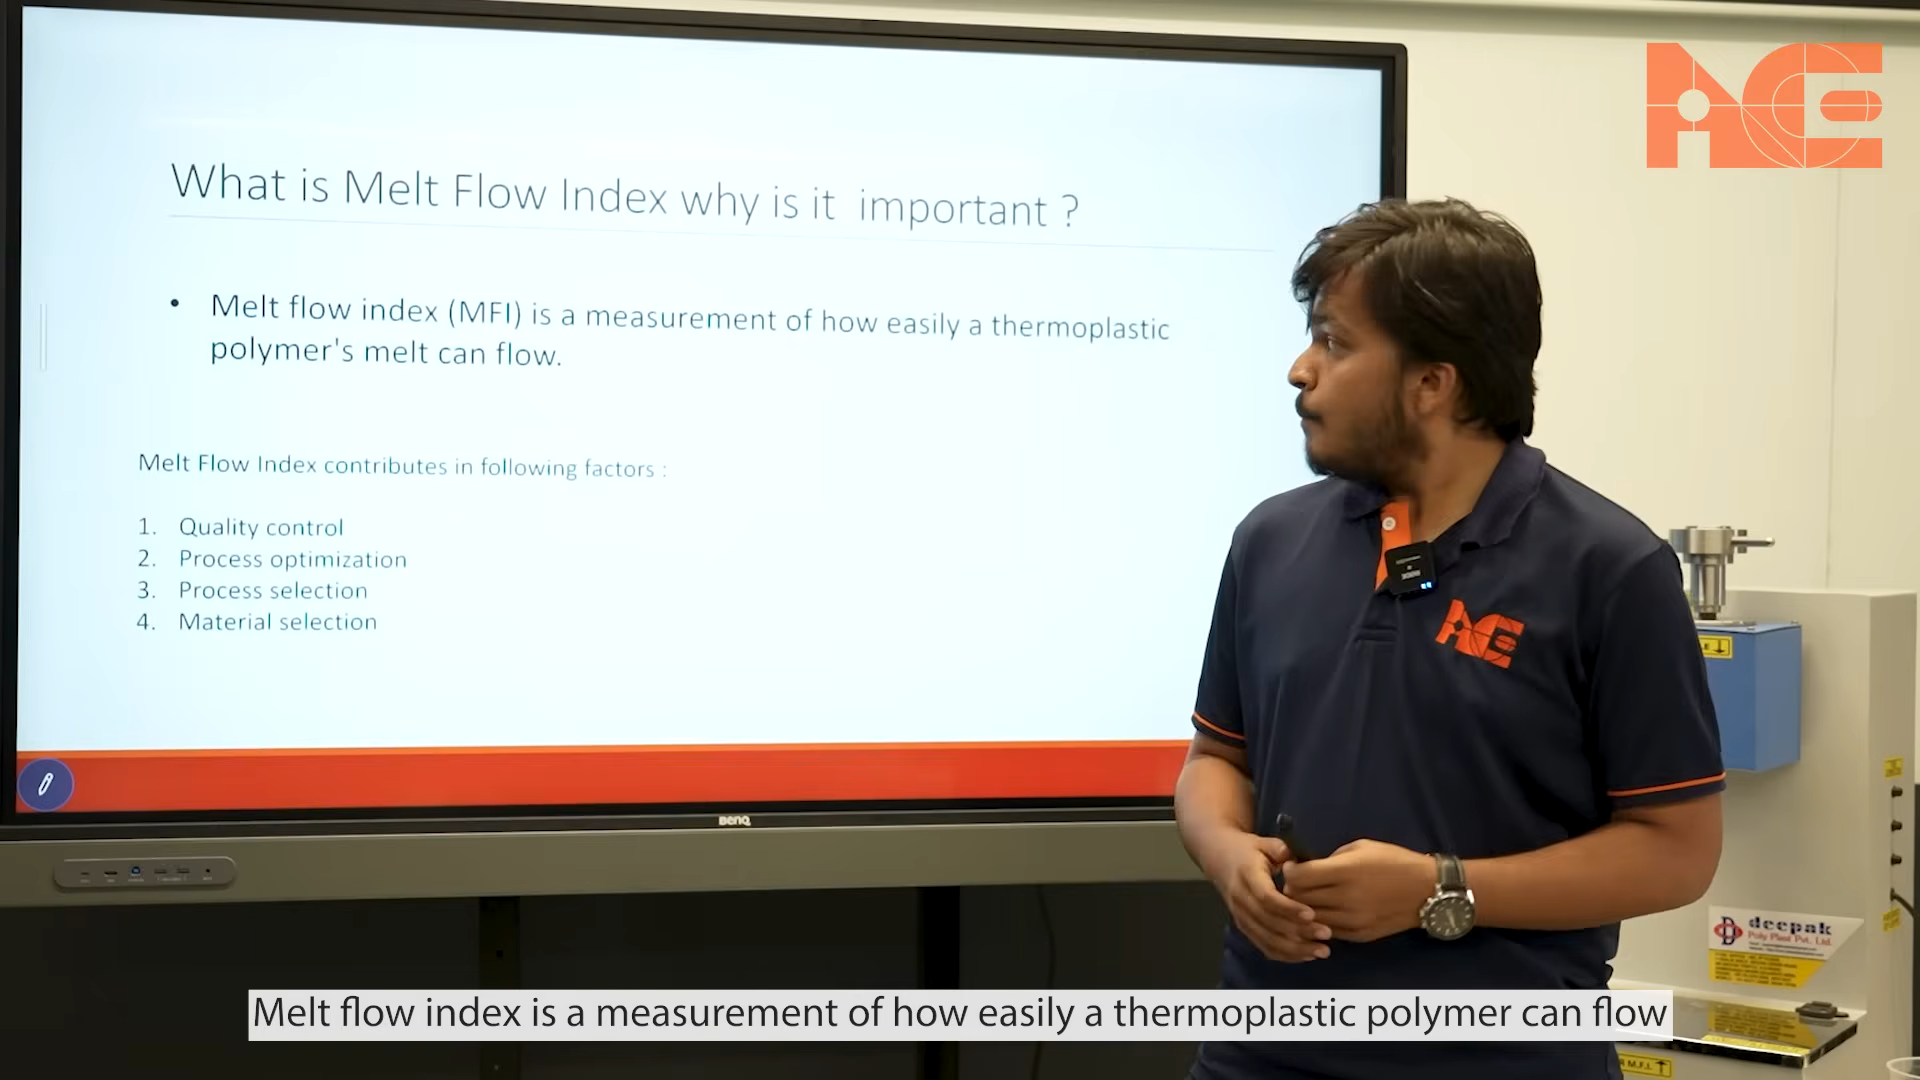 ACE
What is Melt Flow Index why is it important ?
• Melt flow index (MFI) is a measurement of how easily a thermoplastic
polymer's melt can flow.
Melt Flow Index contributes in following factors :
1. Quality control
2. Process optimization
3. Process selection
4. Material selection
BenQ
ACE
deepak
Poly Plast Pvt. Ltd.
Melt flow index is a measurement of how easily a thermoplastic polymer can flow
M.F.I.